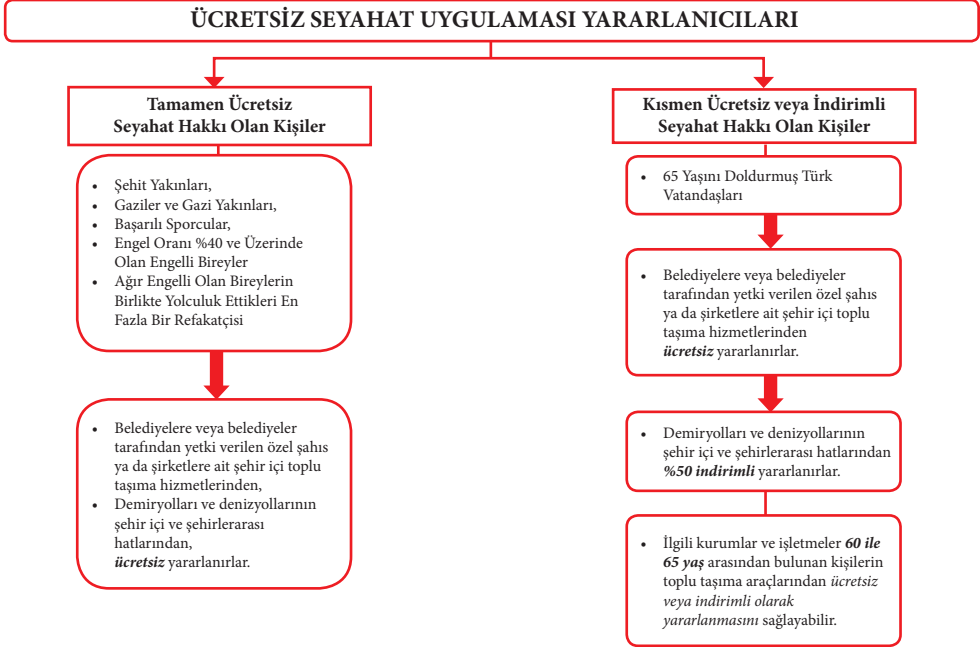 ÜCRETSİZ SEYAHAT UYGULAMASI YARARLANICILARI
Tamamen Ücretsiz
Seyahat Hakkı Olan Kişiler
• Şehit Yakınları,
• Gaziler ve Gazi Yakınları,
• Başarılı Sporcular,
• Engel Oranı %40 ve Üzerinde
Olan Engelli Bireyler
• Ağır Engelli Olan Bireylerin
Birlikte Yolculuk Ettikleri En
Fazla Bir Refakatçisi
• Belediyelere veya belediyeler
tarafından yetki verilen özel şahıs
ya da şirketlere ait şehir içi toplu
taşıma hizmetlerinden,
• Demiryolları ve denizyollarının
şehir içi ve şehirlerarası
hatlarından,
ücretsiz yararlanırlar.
Kısmen Ücretsiz veya İndirimli
Seyahat Hakkı Olan Kişiler
• 65 Yaşını Doldurmuş Türk
Vatandaşları
• Belediyelere veya belediyeler
tarafından yetki verilen özel şahıs
ya da şirketlere ait şehir içi toplu
taşıma hizmetlerinden
ücretsiz yararlanırlar.
• Demiryolları ve denizyollarının
şehir içi ve şehirlerarası hatlarından
%50 indirimli yararlanırlar.
• İlgili kurumlar ve işletmeler 60 ile
65 yaş arasından bulunan kişilerin
toplu taşıma araçlarından ücretsiz
veya indirimli olarak
yararlanmasını sağlayabilir.